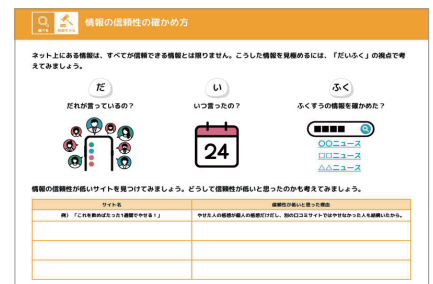 情報の信頼性の確かめ方
ネット上にある情報は、すべてが信頼できる情報とは限りません。こうした情報を見極めるには、「だいふく」の視点で考
えてみましょう。
だ
い
ふく
だれが言っているの?
いつ言ったの?
ふくすうの情報を確かめた?
24
■■■■
〇〇ニュース
□□ニュース
△△ニュース
情報の信頼性が低いサイトを見つけてみましょう。どうして信頼性が低いと思ったのかも考えてみましょう。
サイト名
信頼性が低いと思った理由
例)「これを飲めばたった1週間でやせる!」
やせた人の感想が個人の感想だけだし、別の口コミサイトではやせなかった人も結構いたから。